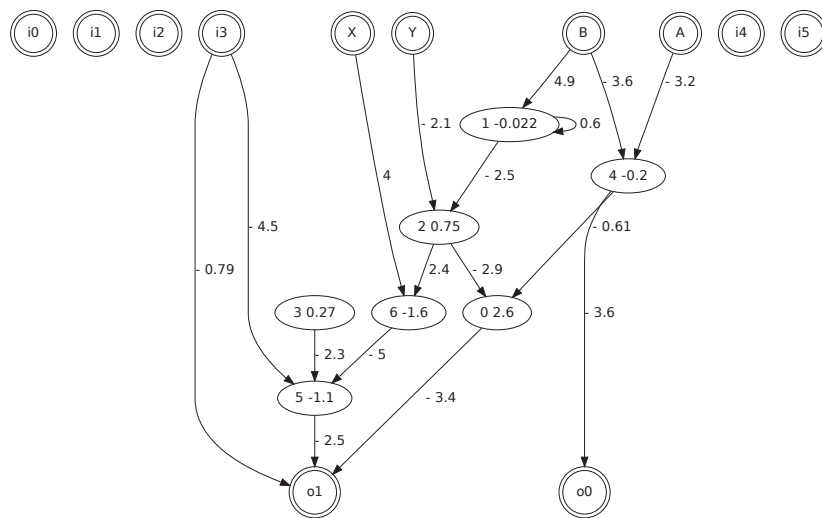 i0
i1
i2
i3
X
Y
B
A
i4
i5
4.9
- 3.6
- 3.2
- 2.1
1 -0.022
0.6
4
- 2.5
4 -0.2
2 0.75
- 4.5
- 0.61
- 0.79
2.4
- 2.9
3 0.27
6 -1.6
0 2.6
- 3.6
- 2.3
- 5
5 -1.1
- 3.4
- 2.5
o1
o0